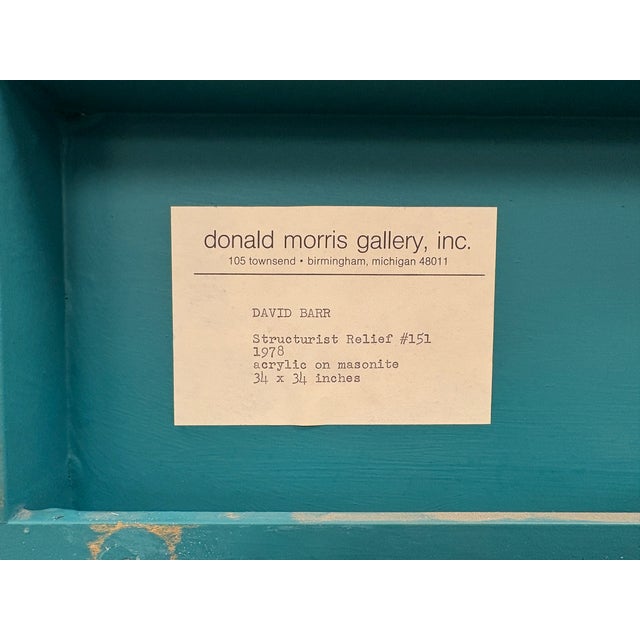 donald morris gallery, inc.
105 townsend • birmingham, michigan 48011
DAVID BARR
Structurist Relief #151
1978
acrylic on masonite
34 x 34 inches